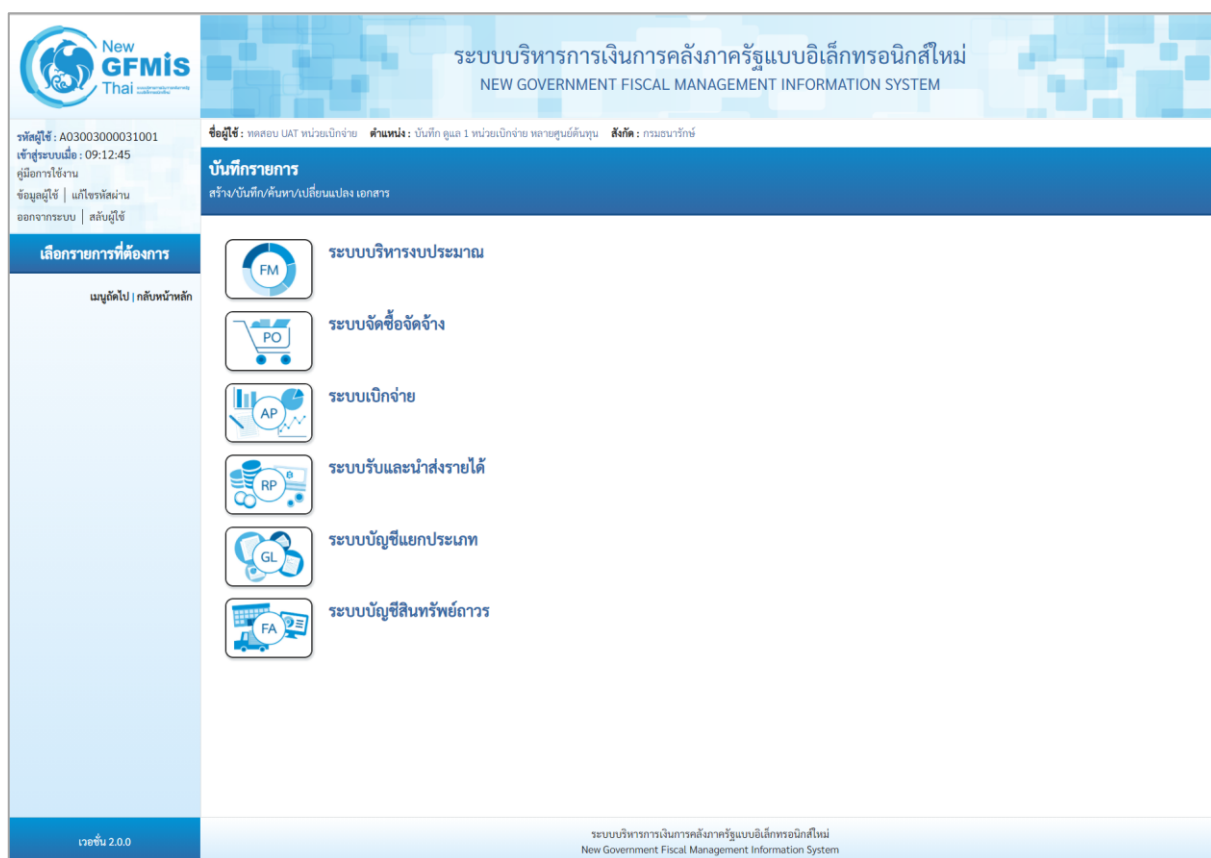 New
GFMiS
Thai
ระบบบริหารการเงินการคลังภาครัฐแบบอิเล็กทรอนิกส์ใหม่
NEW GOVERNMENT FISCAL MANAGEMENT INFORMATION SYSTEM
รหัสผู้ใช้ : A03003000031001
เข้าสู่ระบบเมื่อ : 09:12:45
คู่มือการใช้งาน
ข้อมูลผู้ใช้ | แก้ไขรหัสผ่าน
ออกจากระบบ | สลับผู้ใช้
ชื่อผู้ใช้ : ทดสอบ UAT หน่วยเบิกจ่าย ตำแหน่ง : บันทึก ดูแล 1 หน่วยเบิกจ่าย หลายศูนย์ต้นทุน สังกัด : กรมธนารักษ์
บันทึกรายการ
สร้าง/บันทึก/ค้นหา/เปลี่ยนแปลง เอกสาร
เลือกรายการที่ต้องการ
เมนูถัดไป | กลับหน้าหลัก
FM
ระบบบริหารงบประมาณ
PO
ระบบจัดซื้อจัดจ้าง
AP
ระบบเบิกจ่าย
RP
ระบบรับและนำส่งรายได้
GL
ระบบบัญชีแยกประเภท
FA
ระบบบัญชีสินทรัพย์ถาวร
เวอชั่น 2.0.0
ระบบบริหารการเงินการคลังภาครัฐแบบอิเล็กทรอนิกส์ใหม่
New Government Fiscal Management Information System